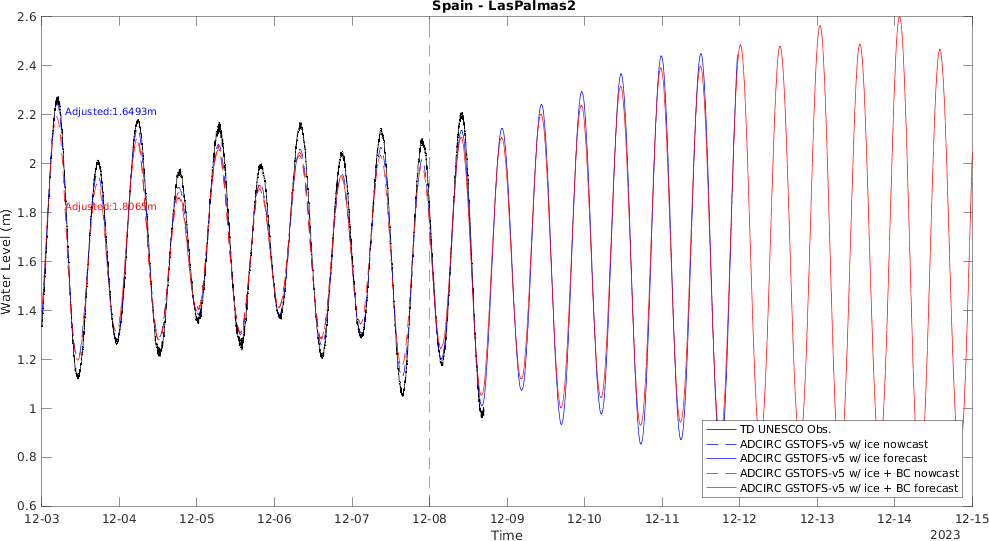 Spain - LasPalmas2
2.6
2.4
2.2
2
1.8
1.6
1.4
1.2
1
0.8
0.6
Water Level (m)
Adjusted:1.6493m
Adjusted:1.8065m
TD UNESCO Obs.
ADCIRC GSTOFS-v5 w/ ice nowcast
ADCIRC GSTOFS-v5 w/ ice forecast
ADCIRC GSTOFS-v5 w/ ice + BC nowcast
ADCIRC GSTOFS-v5 w/ ice + BC forecast
12-03 12-04 12-05 12-06 12-07 12-08 12-09 12-10 12-11 12-12 12-13 12-14 12-15
Time
2023